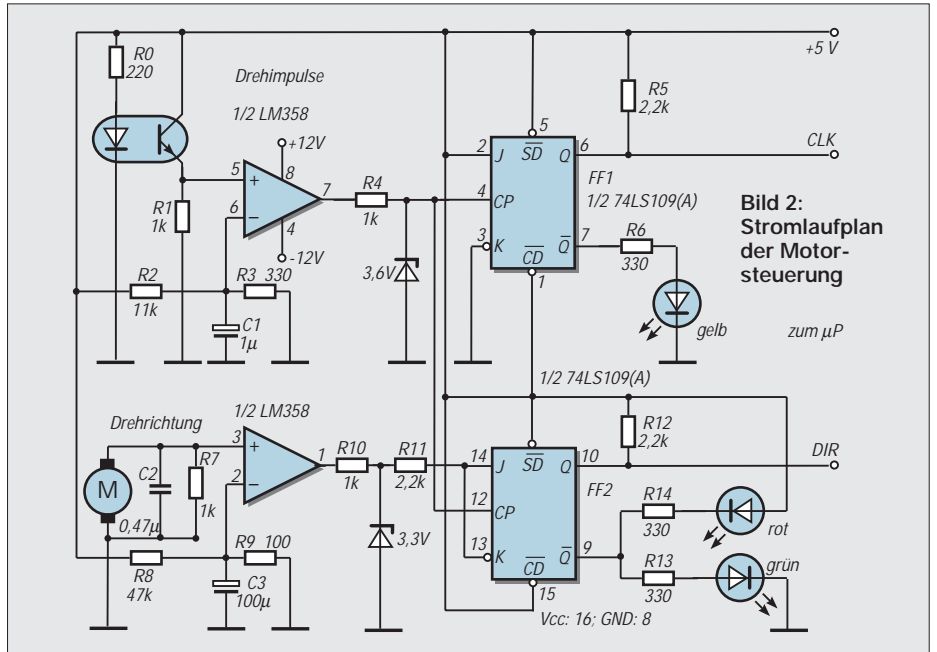 +5 V
R0
220
Drehimpulse
1/2 LM358
+12V
8
5
+
6
–
7
4
-12V
R1
1k
R2
11k
R3 330
C1
1µ
R4
1k
3,6V
5
2
J
SD
Q
6
4
CP
3
K
Q
7
CD
1
FF1
1/2 74LS109(A)
R5
2,2k
CLK
R6
330
gelb
Bild 2:
Stromlaufplan
der Motor-
steuerung
zum µP
1/2 74LS109(A)
Drehrichtung
1/2 LM358
M
C2
0,47µ
R7
1k
3
+
2
–
1
R8
47k
R9 100
C3
100µ
R10
1k
R11
2,2k
3,3V
14
J
SD
Q
10
12
CP
13
K
Q
9
CD
15
FF2
R12
2,2k
DIR
R14
330
rot
R13
330
grün
Vcc: 16; GND: 8